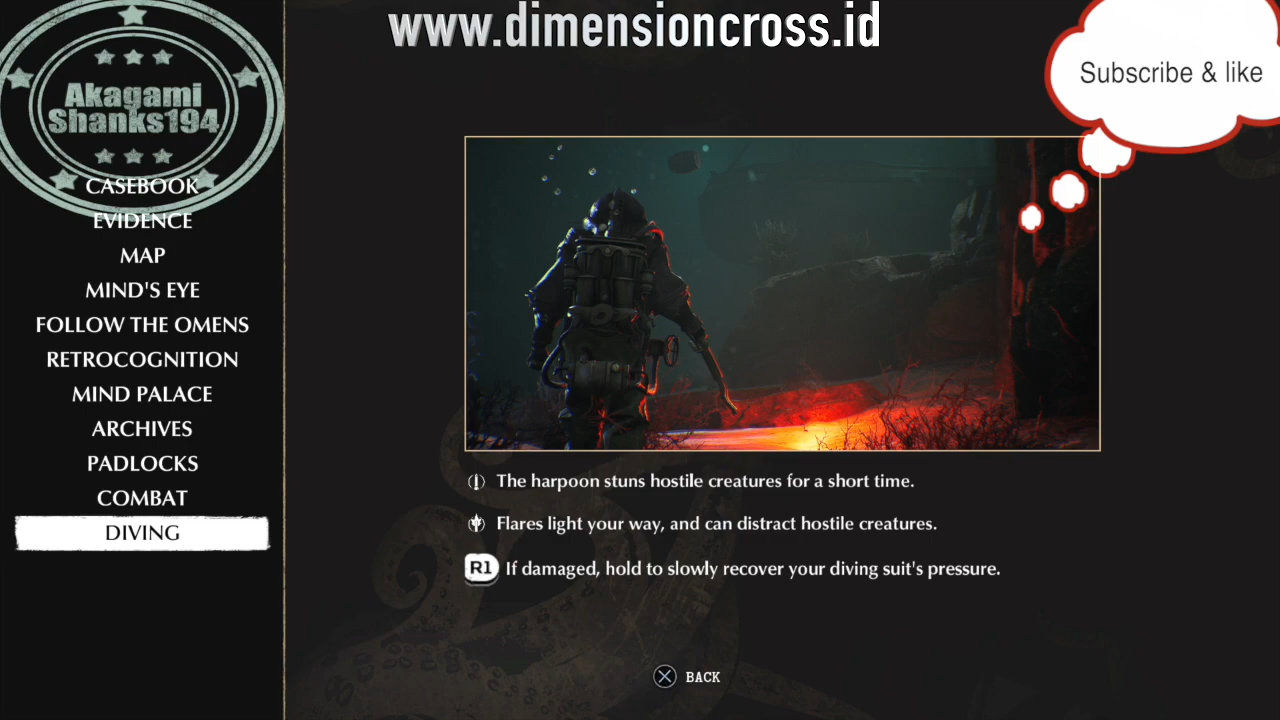 www.dimensioncross.id
Subscribe & like
Akagami
Shanks194
CASEBOOK
EVIDENCE
MAP
MIND'S EYE
FOLLOW THE OMENS
RETROCOGNITION
MIND PALACE
ARCHIVES
PADLOCKS
COMBAT
DIVING
The harpoon stuns hostile creatures for a short time.
Flares light your way, and can distract hostile creatures.
R1 If damaged, hold to slowly recover your diving suit's pressure.
BACK